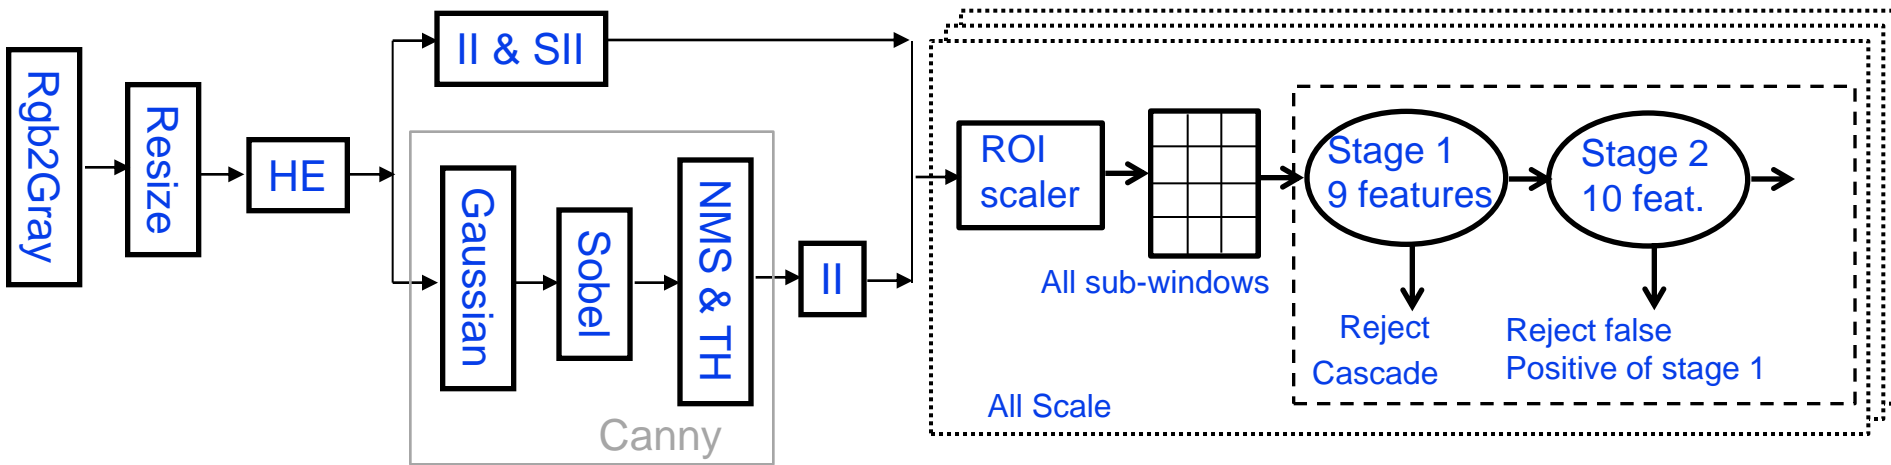 Rgb2Gray
Resize
HE
II & SII
Gaussian
Sobel
NMS & TH
Canny
II
ROI
scaler
All sub-windows
Stage 1
9 features
Stage 2
10 feat.
Reject
Cascade
Reject false
Positive of stage 1
All Scale